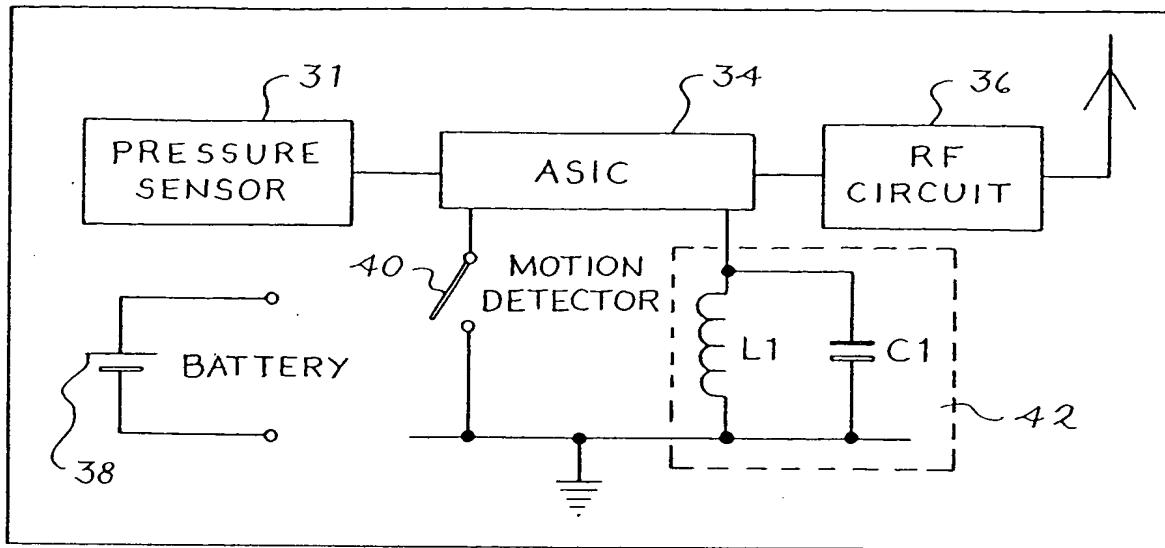 31
34
36
PRESSURE
SENSOR
ASIC
RF
CIRCUIT
40
MOTION
DETECTOR
BATTERY
L1
C1
38
42